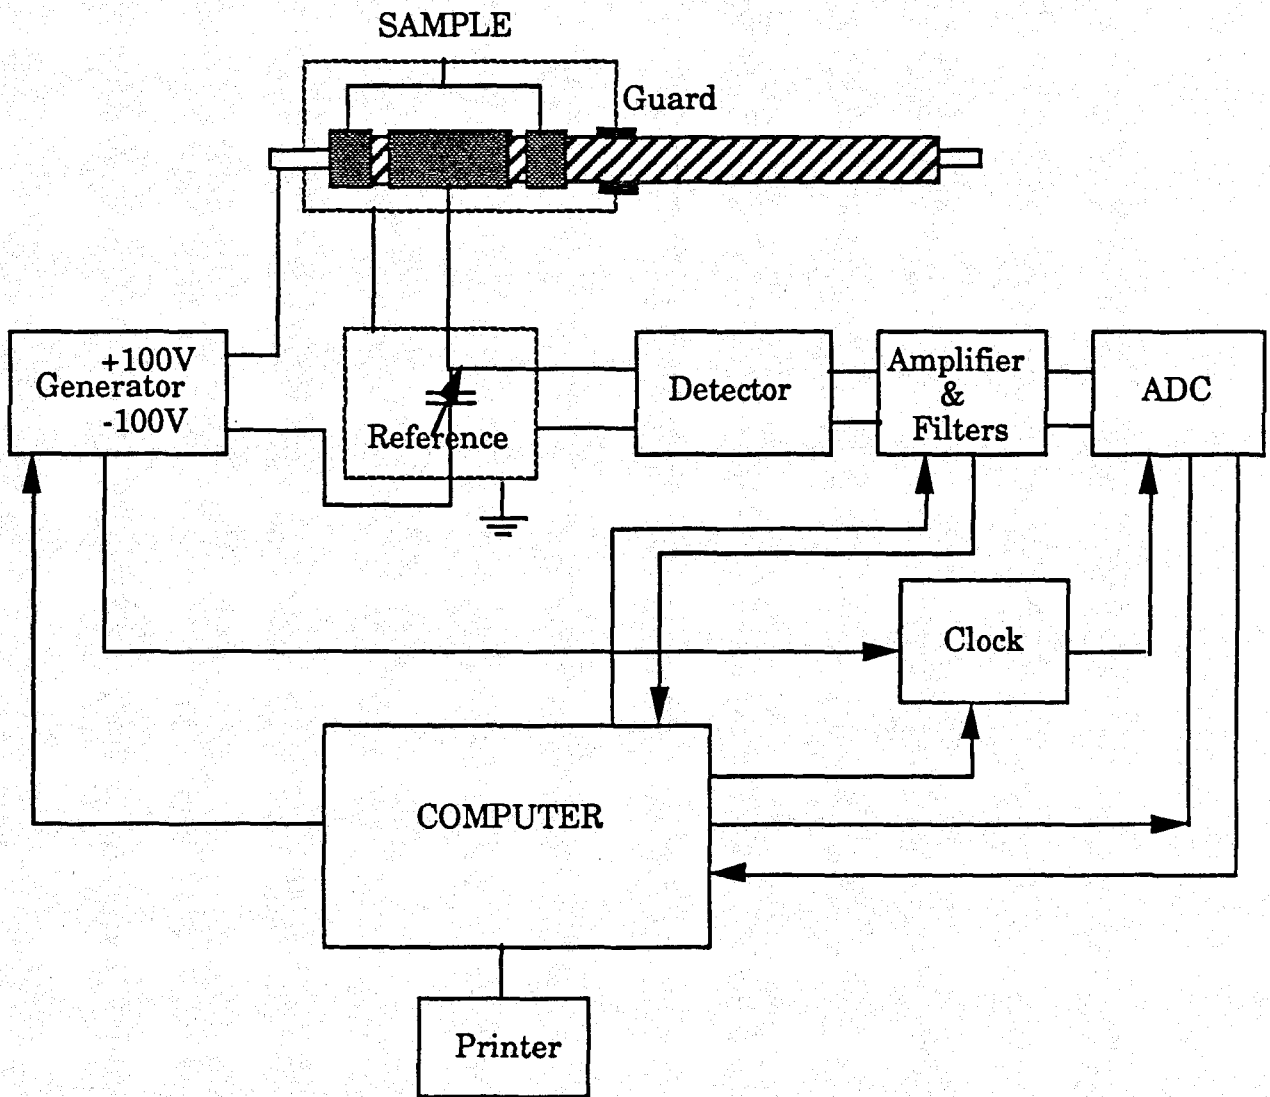 SAMPLE
Guard
+100V
Generator
-100V
Reference
Detector
Amplifier
&
Filters
ADC
Clock
COMPUTER
Printer